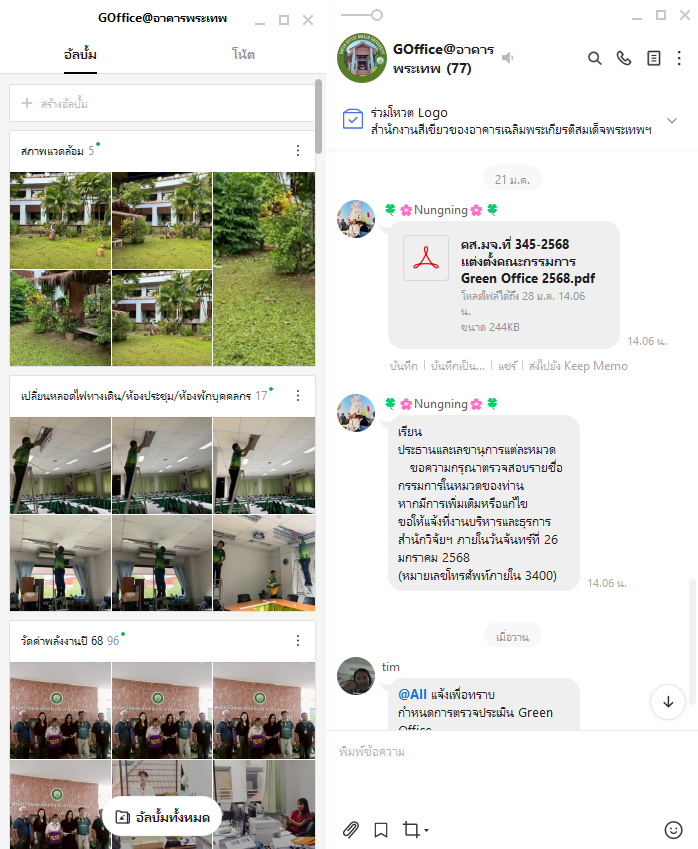 GOffice@อาคารพระเทพ
อัลบั้ม
โน้ต
+ สร้างอัลบั้ม
สภาพแวดล้อม 5
เปลี่ยนหลอดไฟทางเดิน/ห้องประชุม/ห้องพักบุคคลกร 17
วัดค่าพลังงานปี 68 96
อัลบั้มทั้งหมด
GOffice@อาคาร
พระเทพ (77)
ร่วมโหวต Logo
สำนักงานสีเขียวของอาคารเฉลิมพระเกียรติสมเด็จพระเทพฯ
21 ม.ค.
🍀🌸Nungning🌸🍀
คส.มจ.ที่ 345-2568
แต่งตั้งคณะกรรมการ
Green Office 2568.pdf
โหลดไฟล์ได้ถึง 28 ม.ค. 14.06
น.
ขนาด 244KB
14.06 น.
บันทึก | บันทึกเป็น... | แชร์ | ส่งไปยัง Keep Memo
🍀🌸Nungning🌸🍀
เรียน
ประธานและเลขานุการแต่ละหมวด
ขอความกรุณาตรวจสอบรายชื่อ
กรรมการในหมวดของท่าน
หากมีการเพิ่มเติมหรือแก้ไข
ขอให้แจ้งที่งานบริหารและธุรการ
สำนักวิจัยฯ ภายในวันจันทร์ที่ 26
มกราคม 2568
(หมายเลขโทรศัพท์ภายใน 3400)
14.06 น.
เมื่อวาน
tim
@All แจ้งเพื่อทราบ
กำหนดการตรวจประเมิน Green
Office
พิมพ์ข้อความ